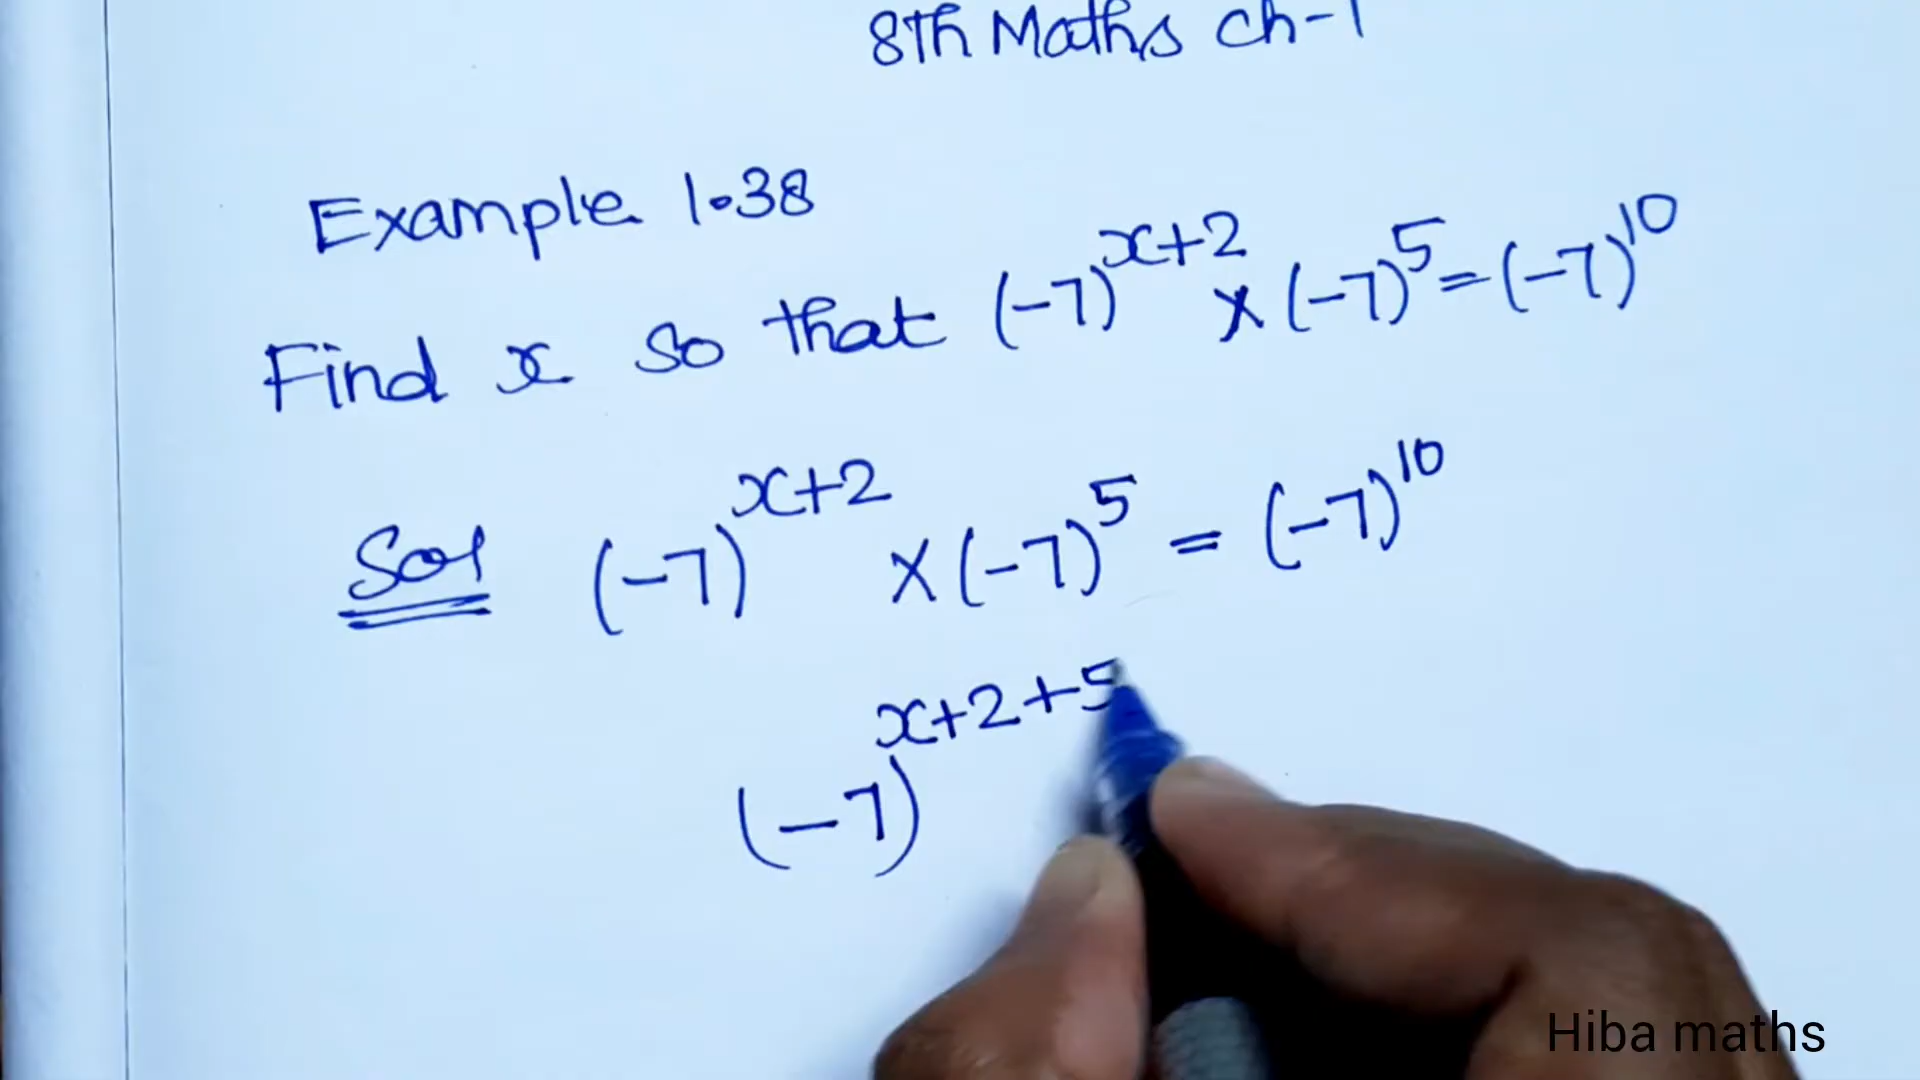 8Th Maths Ch-1
Example 1.38
Find x so that (-7)^{x+2} × (-7)^5 = (-7)^{10}
Sol (-7)^{x+2} × (-7)^5 = (-7)^{10}
(-7)^{x+2+5}
Hiba maths